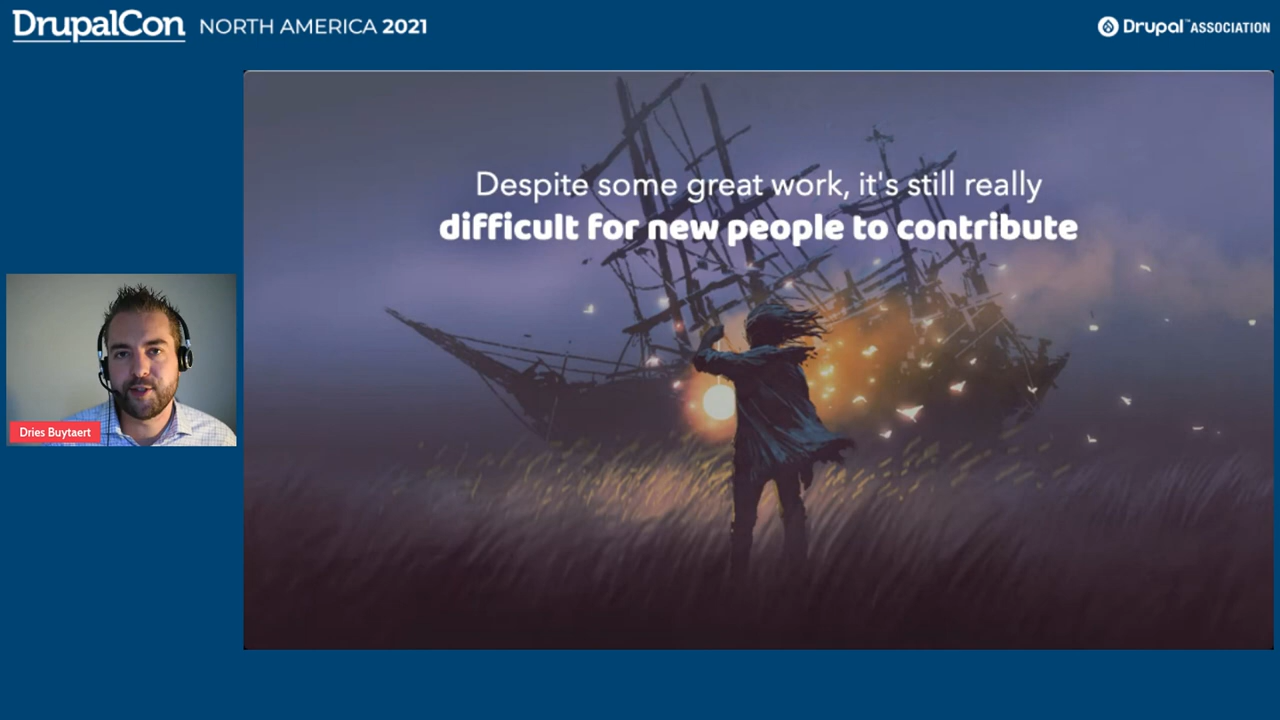 DrupalCon NORTH AMERICA 2021
Drupal™ ASSOCIATION
Despite some great work, it's still really
difficult for new people to contribute
Dries Buytaert